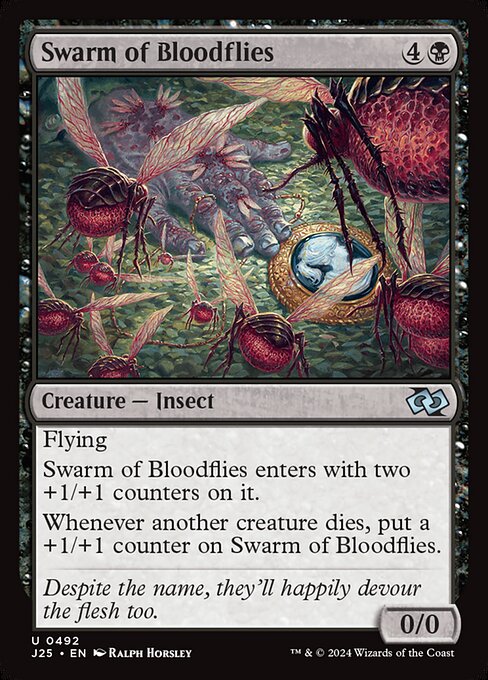 Swarm of Bloodflies 4
Creature — Insect
Flying
Swarm of Bloodflies enters with two
+1/+1 counters on it.
Whenever another creature dies, put a
+1/+1 counter on Swarm of Bloodflies.
Despite the name, they'll happily devour
the flesh too.
0/0
U 0492
J25 • EN RALPH HORSLEY ™ & © 2024 Wizards of the Coast